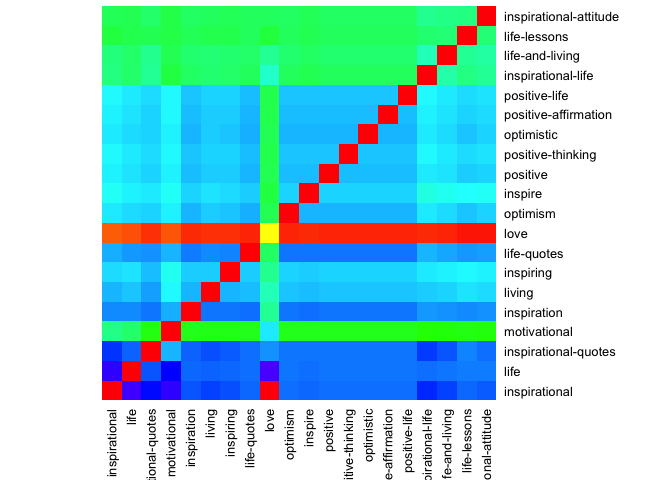 inspirational-attitude
life-lessons
life-and-living
inspirational-life
positive-life
positive-affirmation
optimistic
positive-thinking
positive
inspire
optimism
love
life-quotes
inspiring
living
inspiration
motivational
inspirational-quotes
life
inspirational
inspirational
life
tional-quotes
motivational
inspiration
living
inspiring
life-quotes
love
optimism
inspire
positive
itive-thinking
optimistic
e-affirmation
positive-life
pirational-life
fe-and-living
life-lessons
onal-attitude